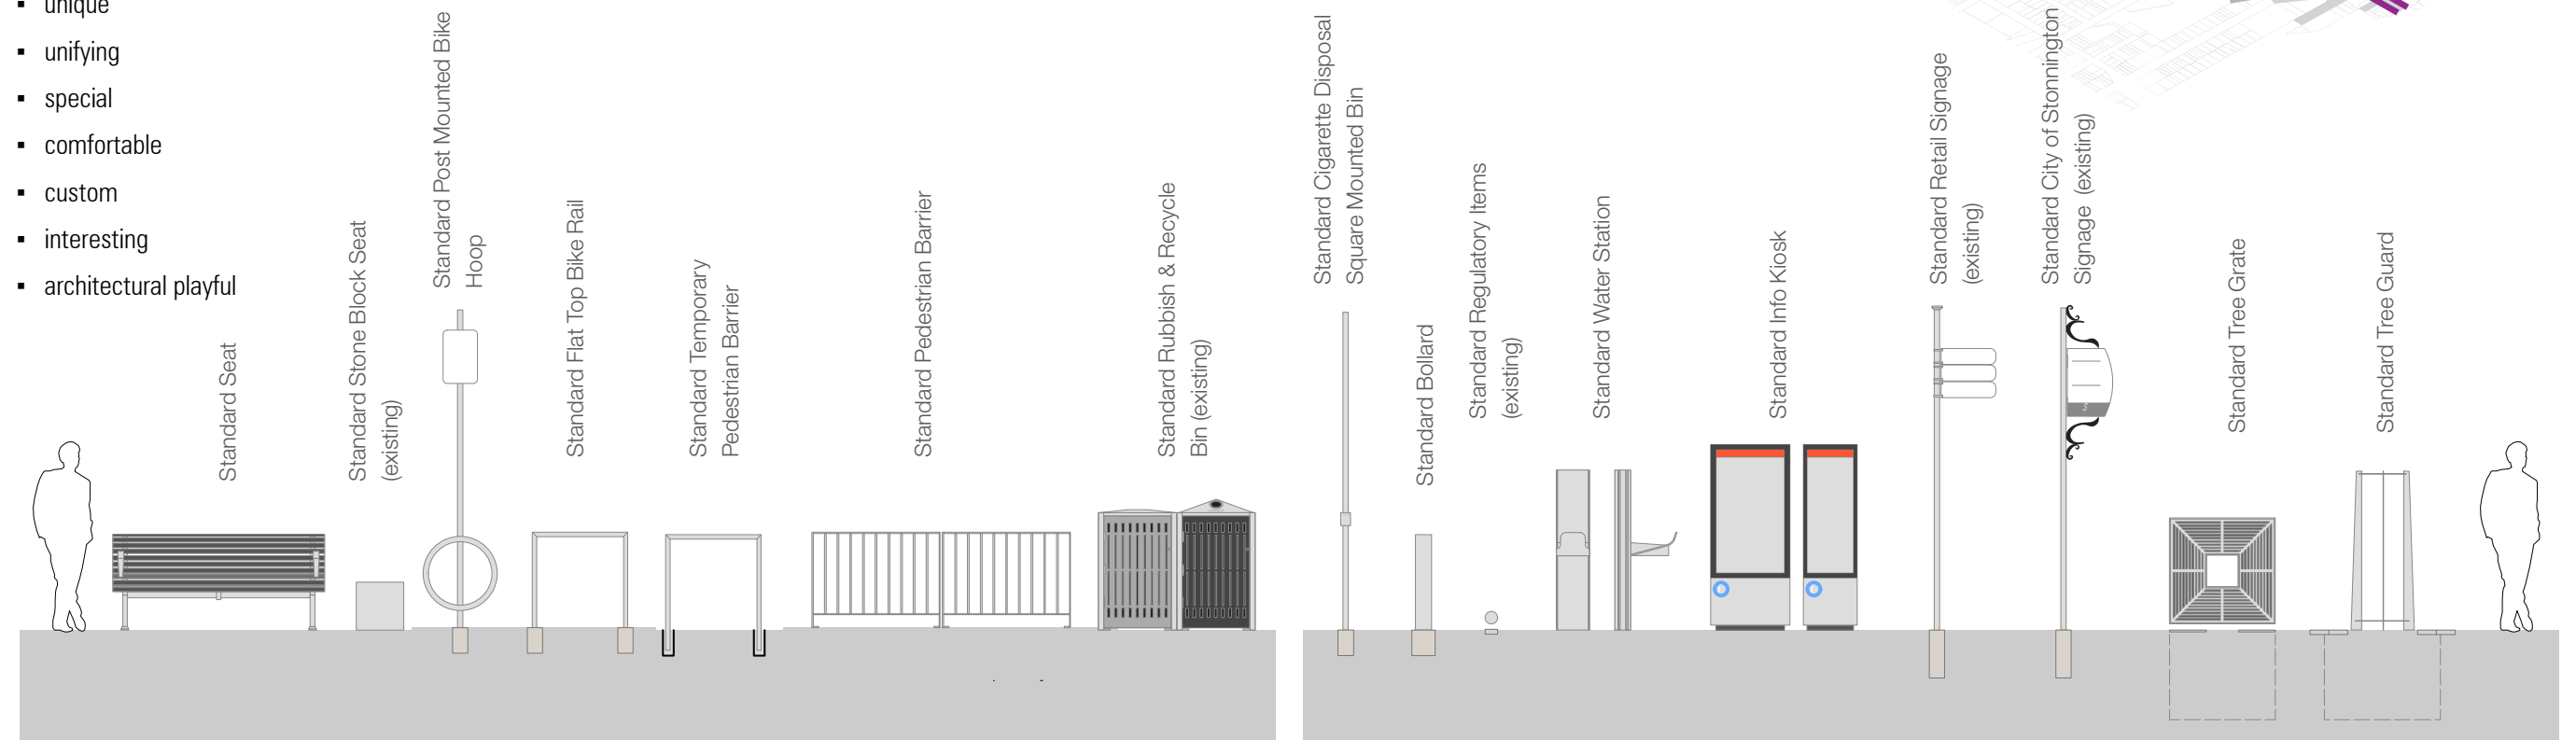 unique
unifying
special
comfortable
custom
interesting
architectural playful
Standard Seat
Standard Stone Block Seat
(existing)
Standard Post Mounted Bike
Hoop
Standard Flat Top Bike Rail
Standard Temporary
Pedestrian Barrier
Standard Pedestrian Barrier
Standard Rubbish & Recycle
Bin (existing)
Standard Cigarette Disposal
Square Mounted Bin
Standard Bollard
Standard Regulatory Items
(existing)
Standard Water Station
Standard Info Kiosk
Standard Retail Signage
(existing)
Standard City of Stonnington
Signage (existing)
Standard Tree Grate
Standard Tree Guard